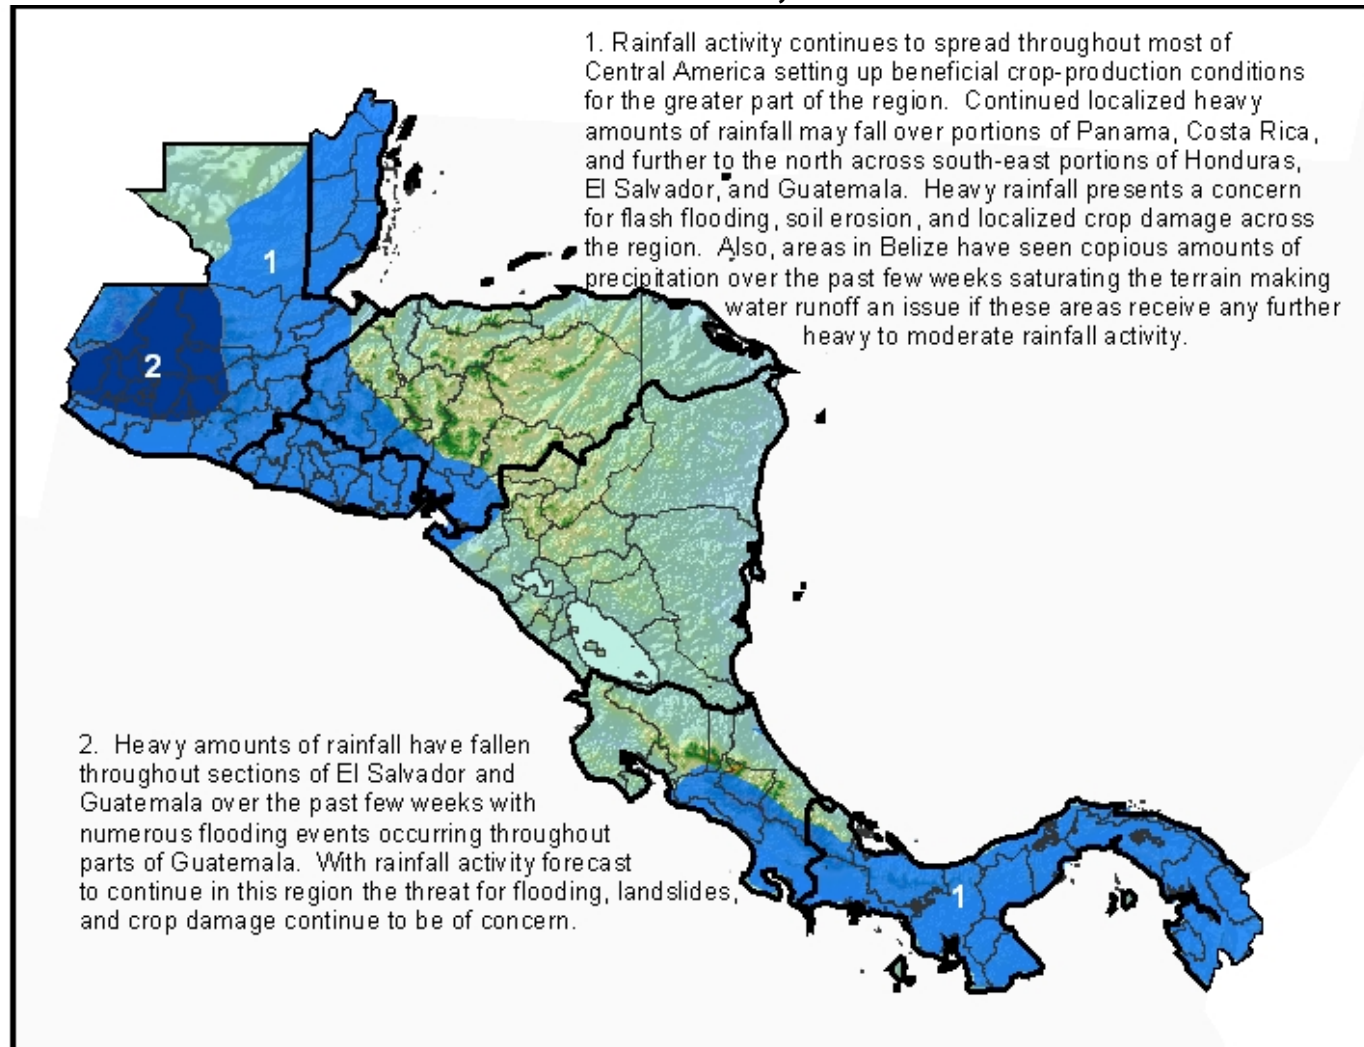 1. Rainfall activity continues to spread throughout most of
Central America setting up beneficial crop-production conditions
for the greater part of the region.  Continued localized heavy
amounts of rainfall may fall over portions of Panama, Costa Rica,
and further to the north across south-east portions of Honduras,
El Salvador, and Guatemala.  Heavy rainfall presents a concern
for flash flooding, soil erosion, and localized crop damage across
the region.  Also, areas in Belize have seen copious amounts of
precipitation over the past few weeks saturating the terrain making
water runoff an issue if these areas receive any further
heavy to moderate rainfall activity.
1
2
2.  Heavy amounts of rainfall have fallen
throughout sections of El Salvador and
Guatemala over the past few weeks with
numerous flooding events occurring throughout
parts of Guatemala.  With rainfall activity forecast
to continue in this region the threat for flooding, landslides,
and crop damage continue to be of concern.
1